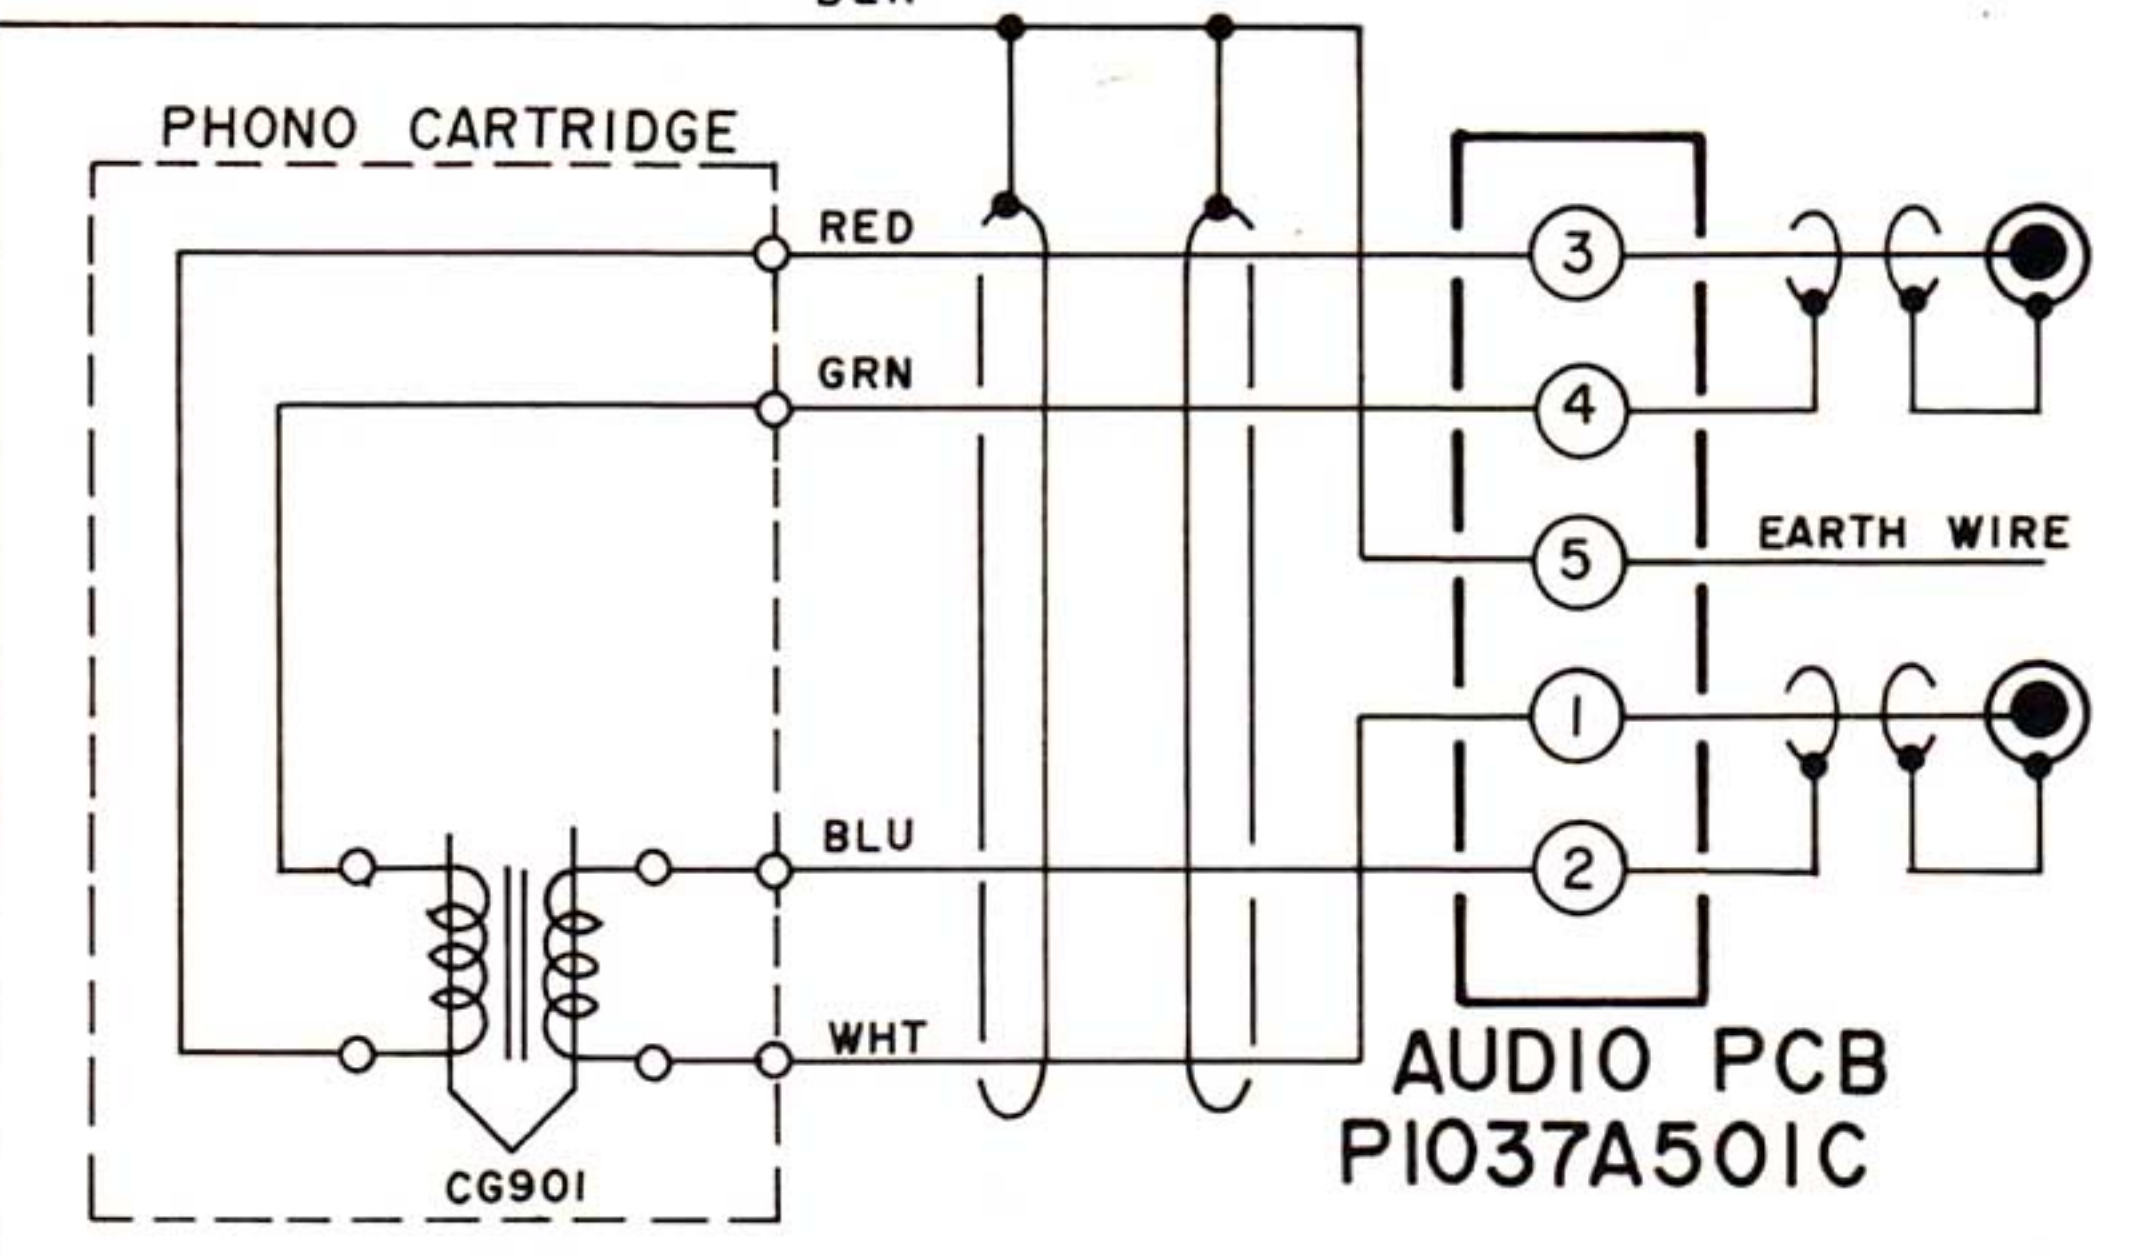 PHONO CARTRIDGE
RED
3
GRN
4
5
EARTH WIRE
1
BLU
2
WHT
AUDIO PCB
P1037A501C
CG901